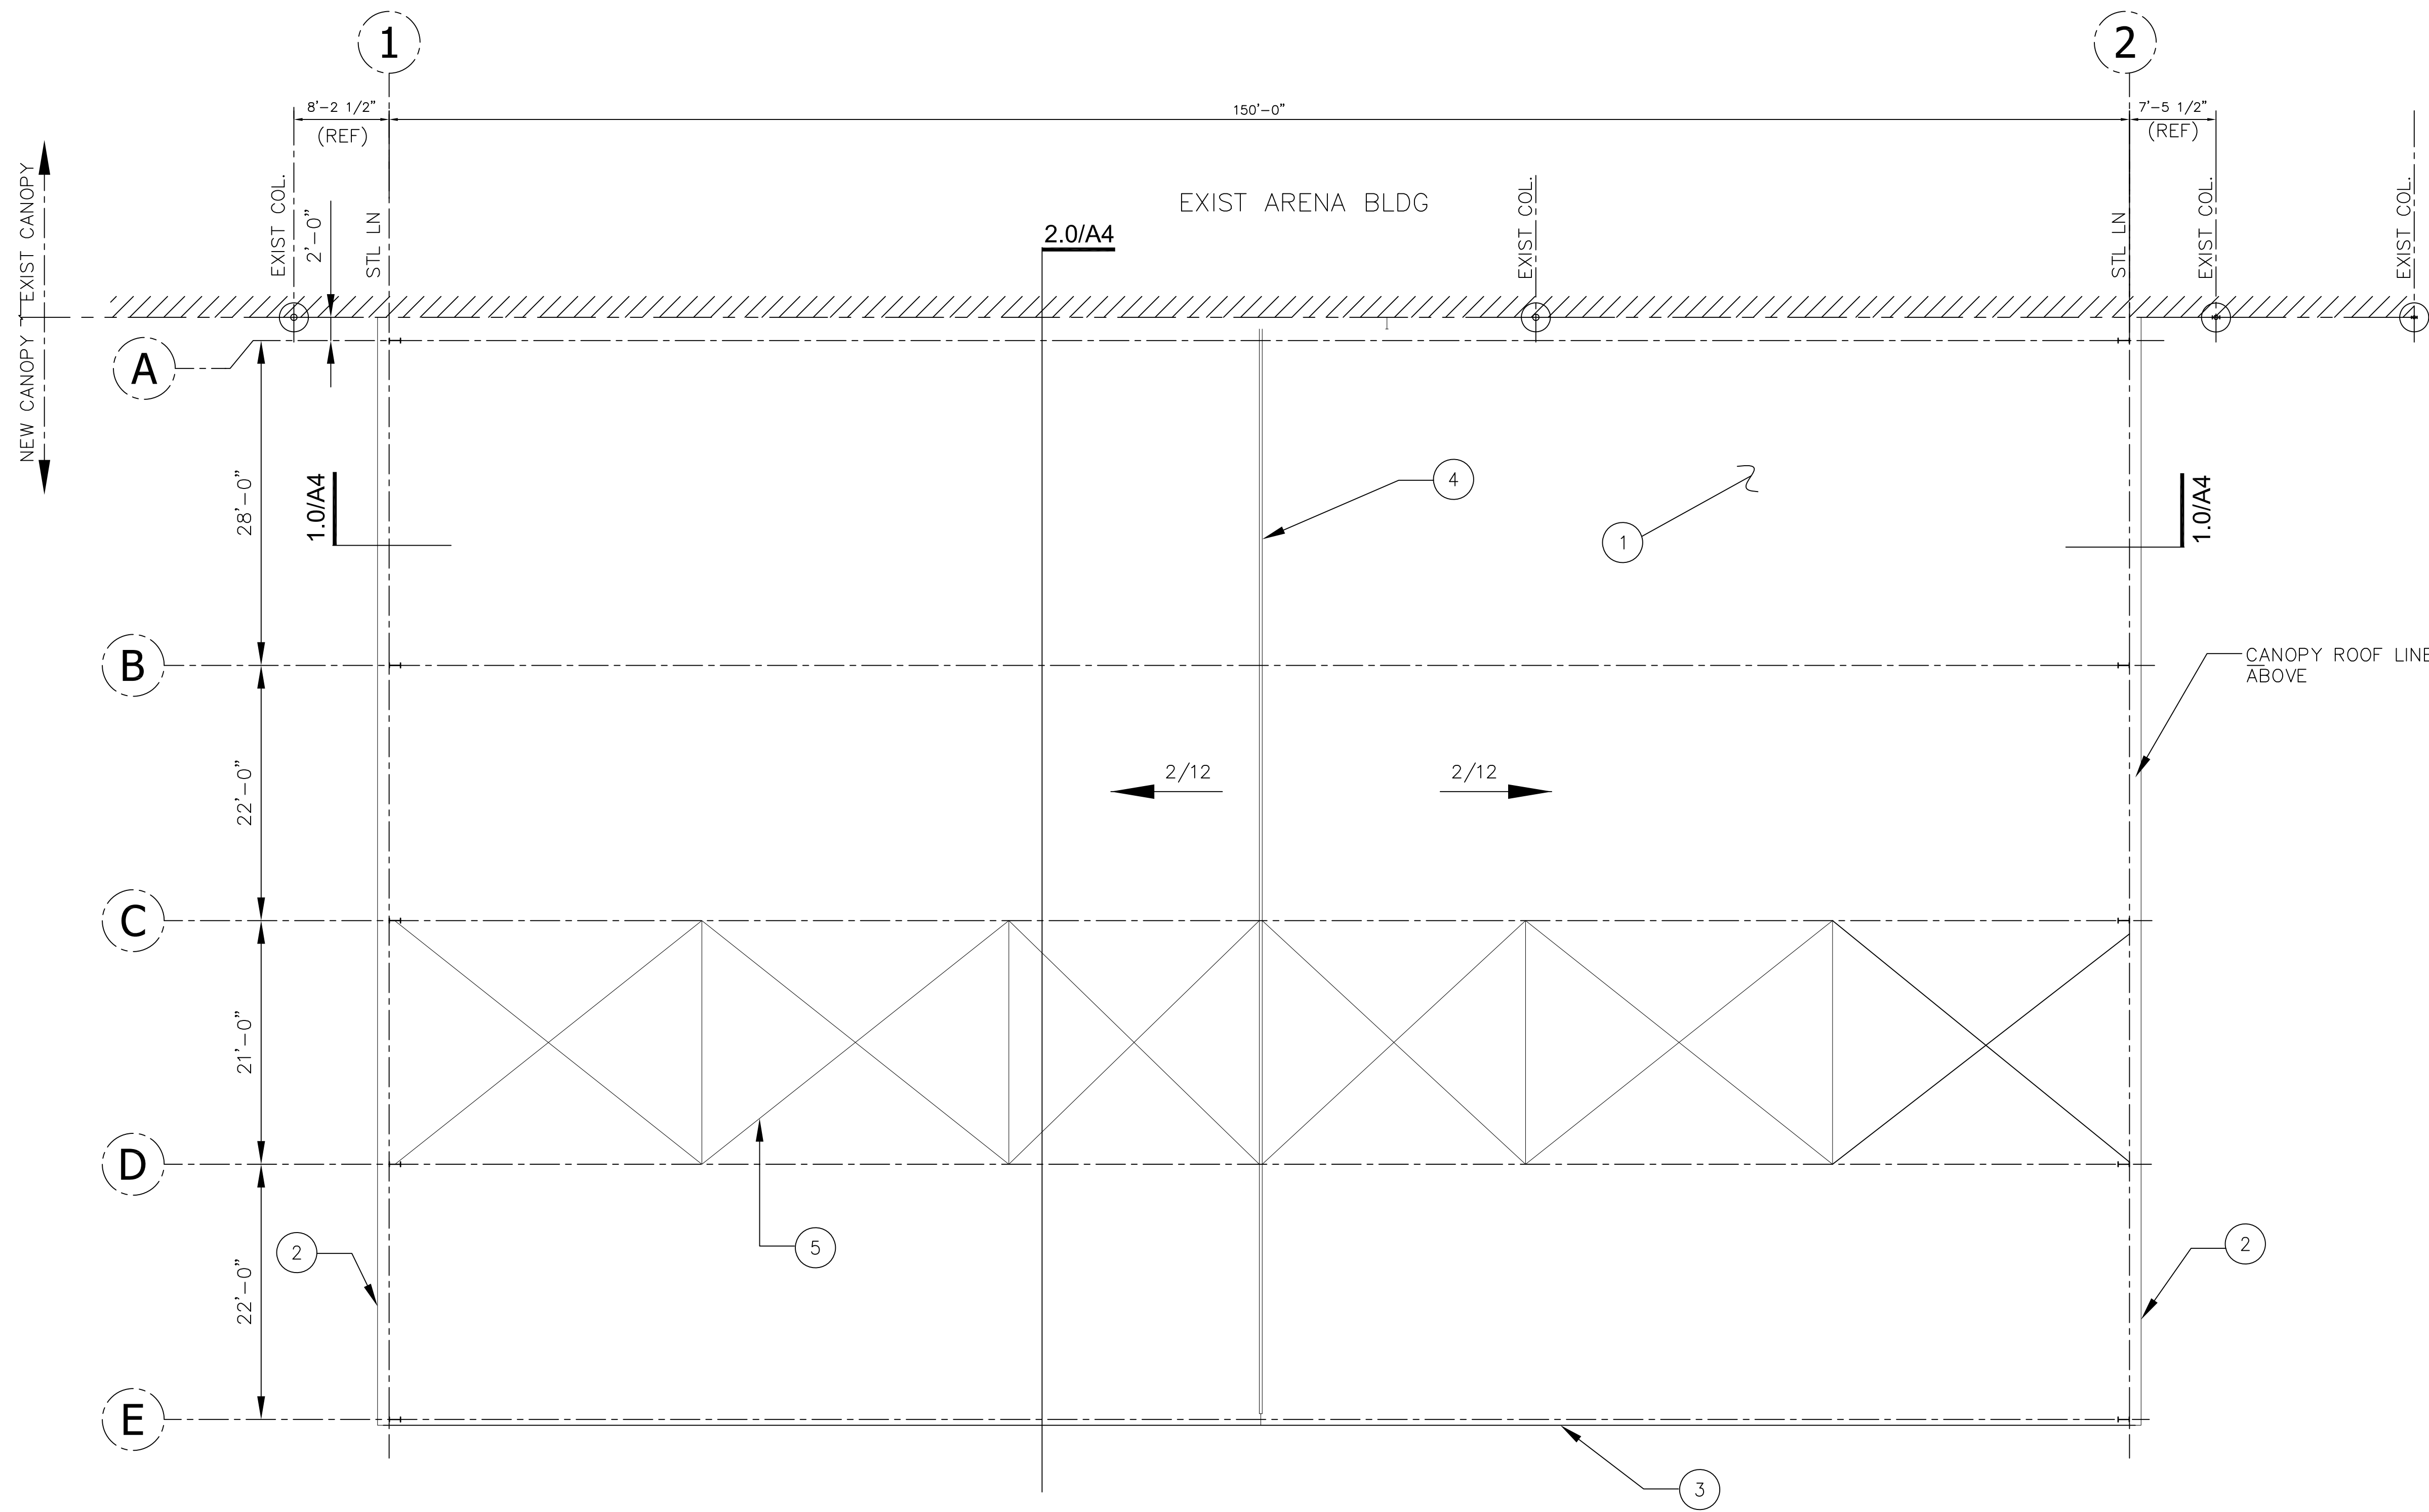 1
2
8'-2 1/2"
(REF)
150'-0"
7'-5 1/2"
(REF)
NEW CANOPY
EXIST CANOPY
EXIST COL.
2'-0"
STL LN
EXIST ARENA BLDG
2.0/A4
EXIST COL.
STL LN
EXIST COL.
EXIST COL.
A
28'-0"
1.0/A4
4
1
1.0/A4
B
CANOPY ROOF LINE
ABOVE
22'-0"
2/12
2/12
C
21'-0"
D
2
5
2
22'-0"
E
3